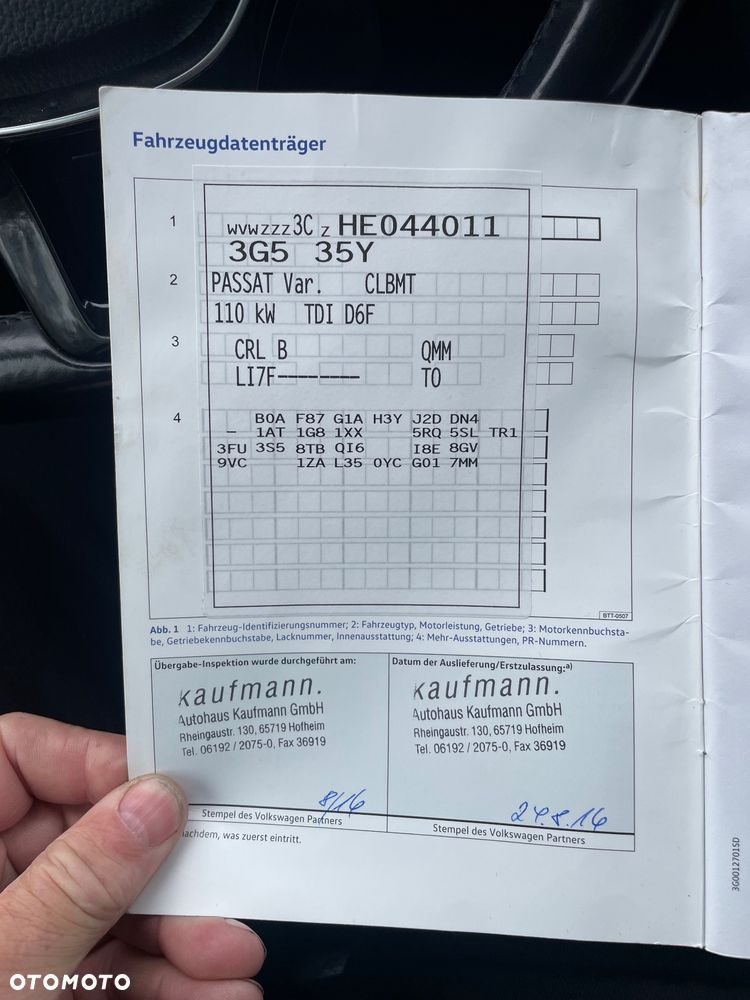 Fahrzeugdatenträger
1
WVWZZZ3CZHE044011
3G5 35Y
2
PASSAT Var. CLBMT
110 kW TDI D6F
3
CRL B QMM
LI7F-------- TO
4
B0A F87 G1A H3Y J2D DN4
- 1AT 1G8 1XX 5RQ 5SL TR1
3FU 3S5 8TB QI6 I8E 8GV
9VC 1ZA L35 0YC G01 7MM
BTT-0507
Abb. 1 1: Fahrzeug-Identifizierungsnummer; 2: Fahrzeugtyp, Motorleistung, Getriebe; 3: Motorkennbuchsta-
be, Getriebekennbuchstabe, Lacknummer, Innenausstattung; 4: Mehr-Ausstattungen, PR-Nummern.
Übergabe-Inspektion wurde durchgeführt am:
kaufmann.
Autohaus Kaufmann GmbH
Rheingaustr. 130, 65719 Hofheim
Tel. 06192 / 2075-0, Fax 36919
8/16
Stempel des Volkswagen Partners
Datum der Auslieferung/Erstzulassung:a)
kaufmann.
Autohaus Kaufmann GmbH
Rheingaustr. 130, 65719 Hofheim
Tel. 06192 / 2075-0, Fax 36919
24.8.16
Stempel des Volkswagen Partners
nachdem, was zuerst eintritt.
3G0012701SD
OTOMOTO